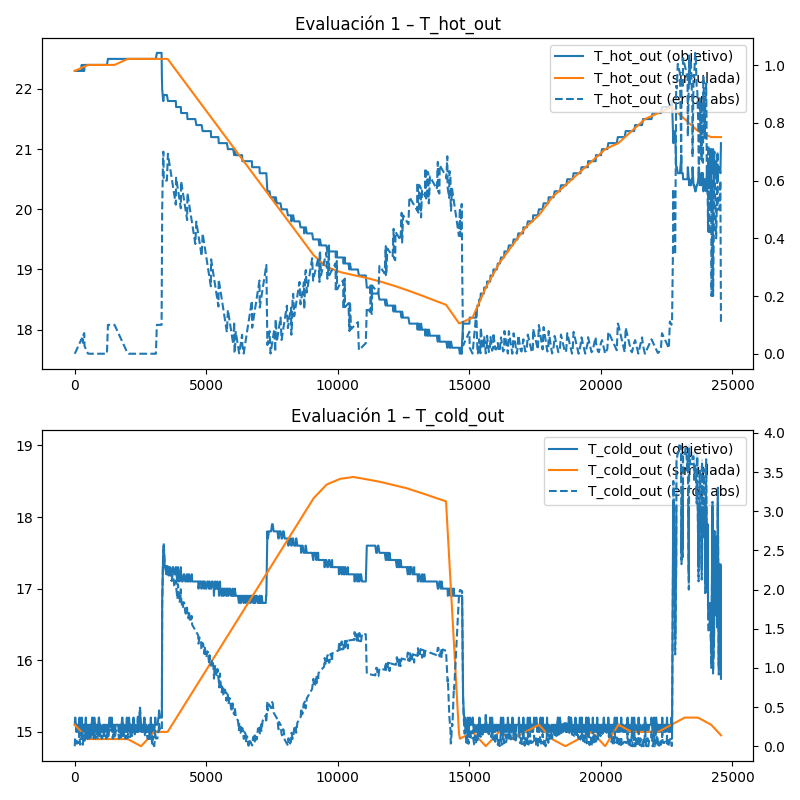 Evaluación 1 – T_hot_out
T_hot_out (objetivo)
T_hot_out (simulada)
T_hot_out (error abs)
22
21
20
19
18
1.0
0.8
0.6
0.4
0.2
0.0
0 5000 10000 15000 20000 25000
Evaluación 1 – T_cold_out
T_cold_out (objetivo)
T_cold_out (simulada)
T_cold_out (error abs)
19
18
17
16
15
4.0
3.5
3.0
2.5
2.0
1.5
1.0
0.5
0.0
0 5000 10000 15000 20000 25000